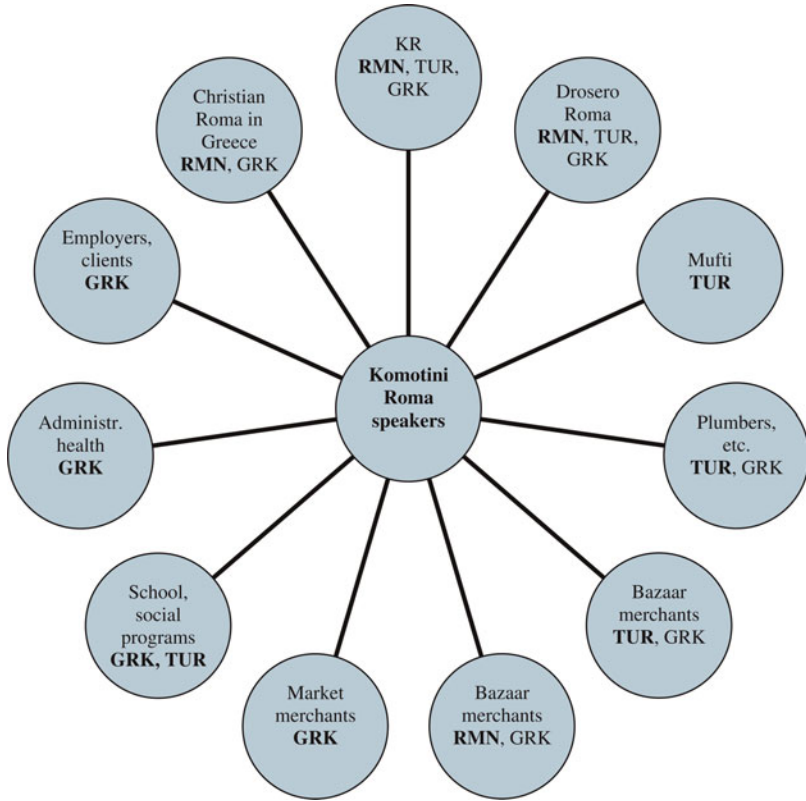 KR
RMN, TUR,
GRK
Christian
Roma in
Greece
RMN, GRK
Drosero
Roma
RMN, TUR,
GRK
Employers,
clients
GRK
Mufti
TUR
Komotini
Roma
speakers
Administr.
health
GRK
Plumbers,
etc.
TUR, GRK
School,
social
programs
GRK, TUR
Bazaar
merchants
TUR, GRK
Market
merchants
GRK
Bazaar
merchants
RMN, GRK